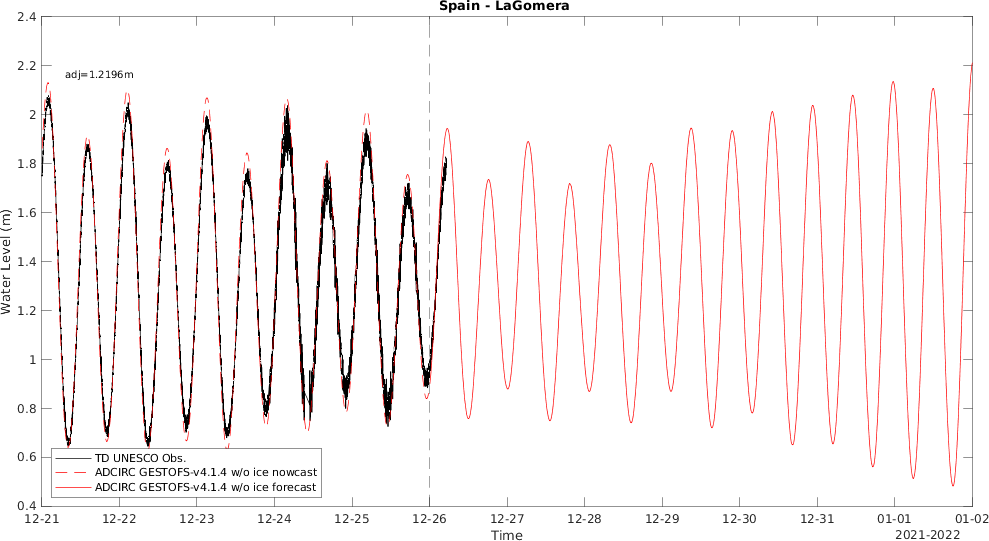 Spain - LaGomera
2.4
2.2
2
1.8
1.6
1.4
1.2
1
0.8
0.6
0.4
Water Level (m)
adj=1.2196m
TD UNESCO Obs.
ADCIRC GESTOFS-v4.1.4 w/o ice nowcast
ADCIRC GESTOFS-v4.1.4 w/o ice forecast
12-21 12-22 12-23 12-24 12-25 12-26 12-27 12-28 12-29 12-30 12-31 01-01 01-02
Time
2021-2022